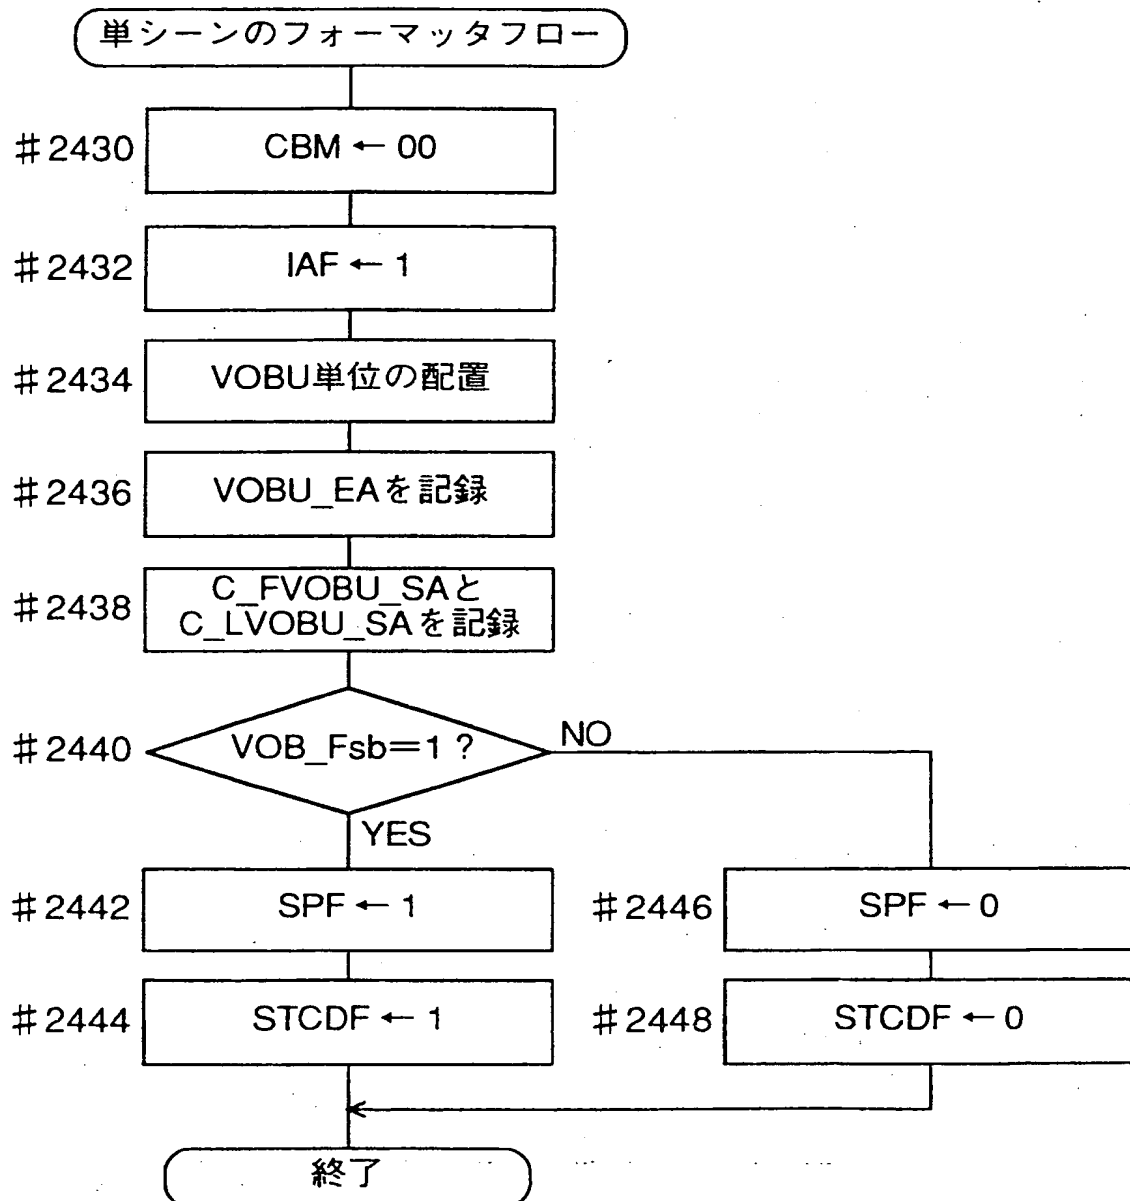 単シーンのフォーマッタフロー
#2430
CBM ← 00
#2432
IAF ← 1
#2434
VOBU単位の配置
#2436
VOBU_EAを記録
#2438
C_FVOBU_SAと
C_LVOBU_SAを記録
#2440
VOB_Fsb=1?
NO
YES
#2442
SPF ← 1
#2446
SPF ← 0
#2444
STCDF ← 1
#2448
STCDF ← 0
終了